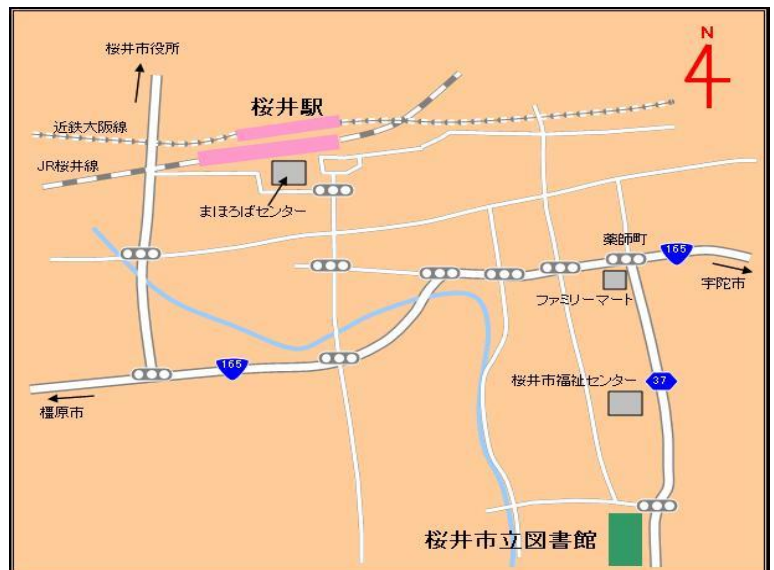 桜井市役所
N
桜井駅
近鉄大阪線
JR桜井線
まほろばセンター
薬師町
165
宇陀市
ファミリーマート
165
桜井市福祉センター
37
橿原市
桜井市立図書館